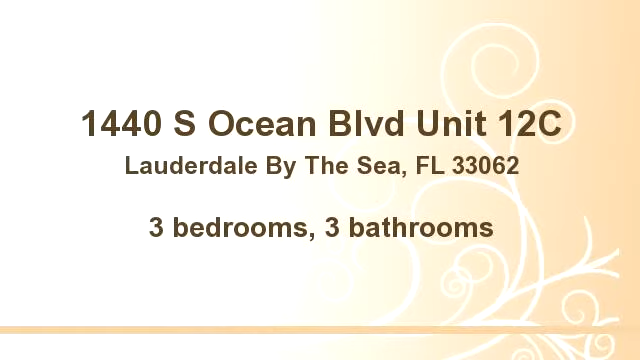 1440 S Ocean Blvd Unit 12C
Lauderdale By The Sea, FL 33062
3 bedrooms, 3 bathrooms